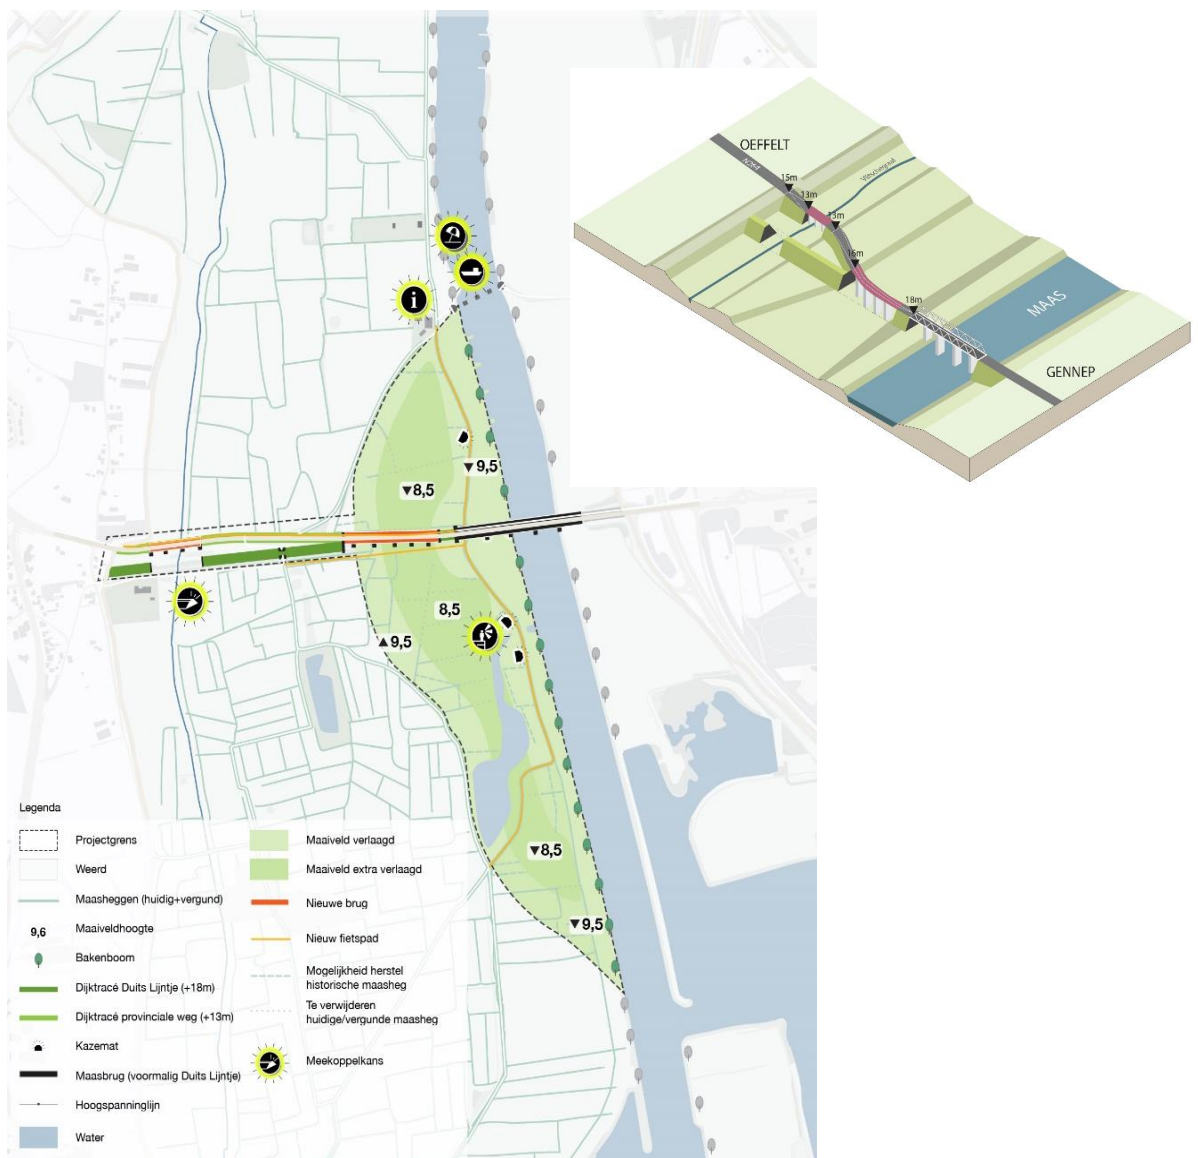 OEFFELT
N264
Virdsche graaf
15m
13m
13m
16m
18m
MAAS
GENNEP
i
▼9,5
▼8,5
8,5
▲9,5
▼8,5
▼9,5
Legenda
Projectgrens
Weerd
Maasheggen (huidig+vergund)
9,6
Maaiveldhoogte
Bakenboom
Dijktracé Duits Lijntje (+18m)
Dijktracé provinciale weg (+13m)
Kazemat
Maasbrug (voormalig Duits Lijntje)
Hoogspanninglijn
Water
Maaiveld verlaagd
Maaiveld extra verlaagd
Nieuwe brug
Nieuw fietspad
Mogelijkheid herstel
historische maasheg
Te verwijderen
huidige/vergunde maasheg
Meekoppelkans